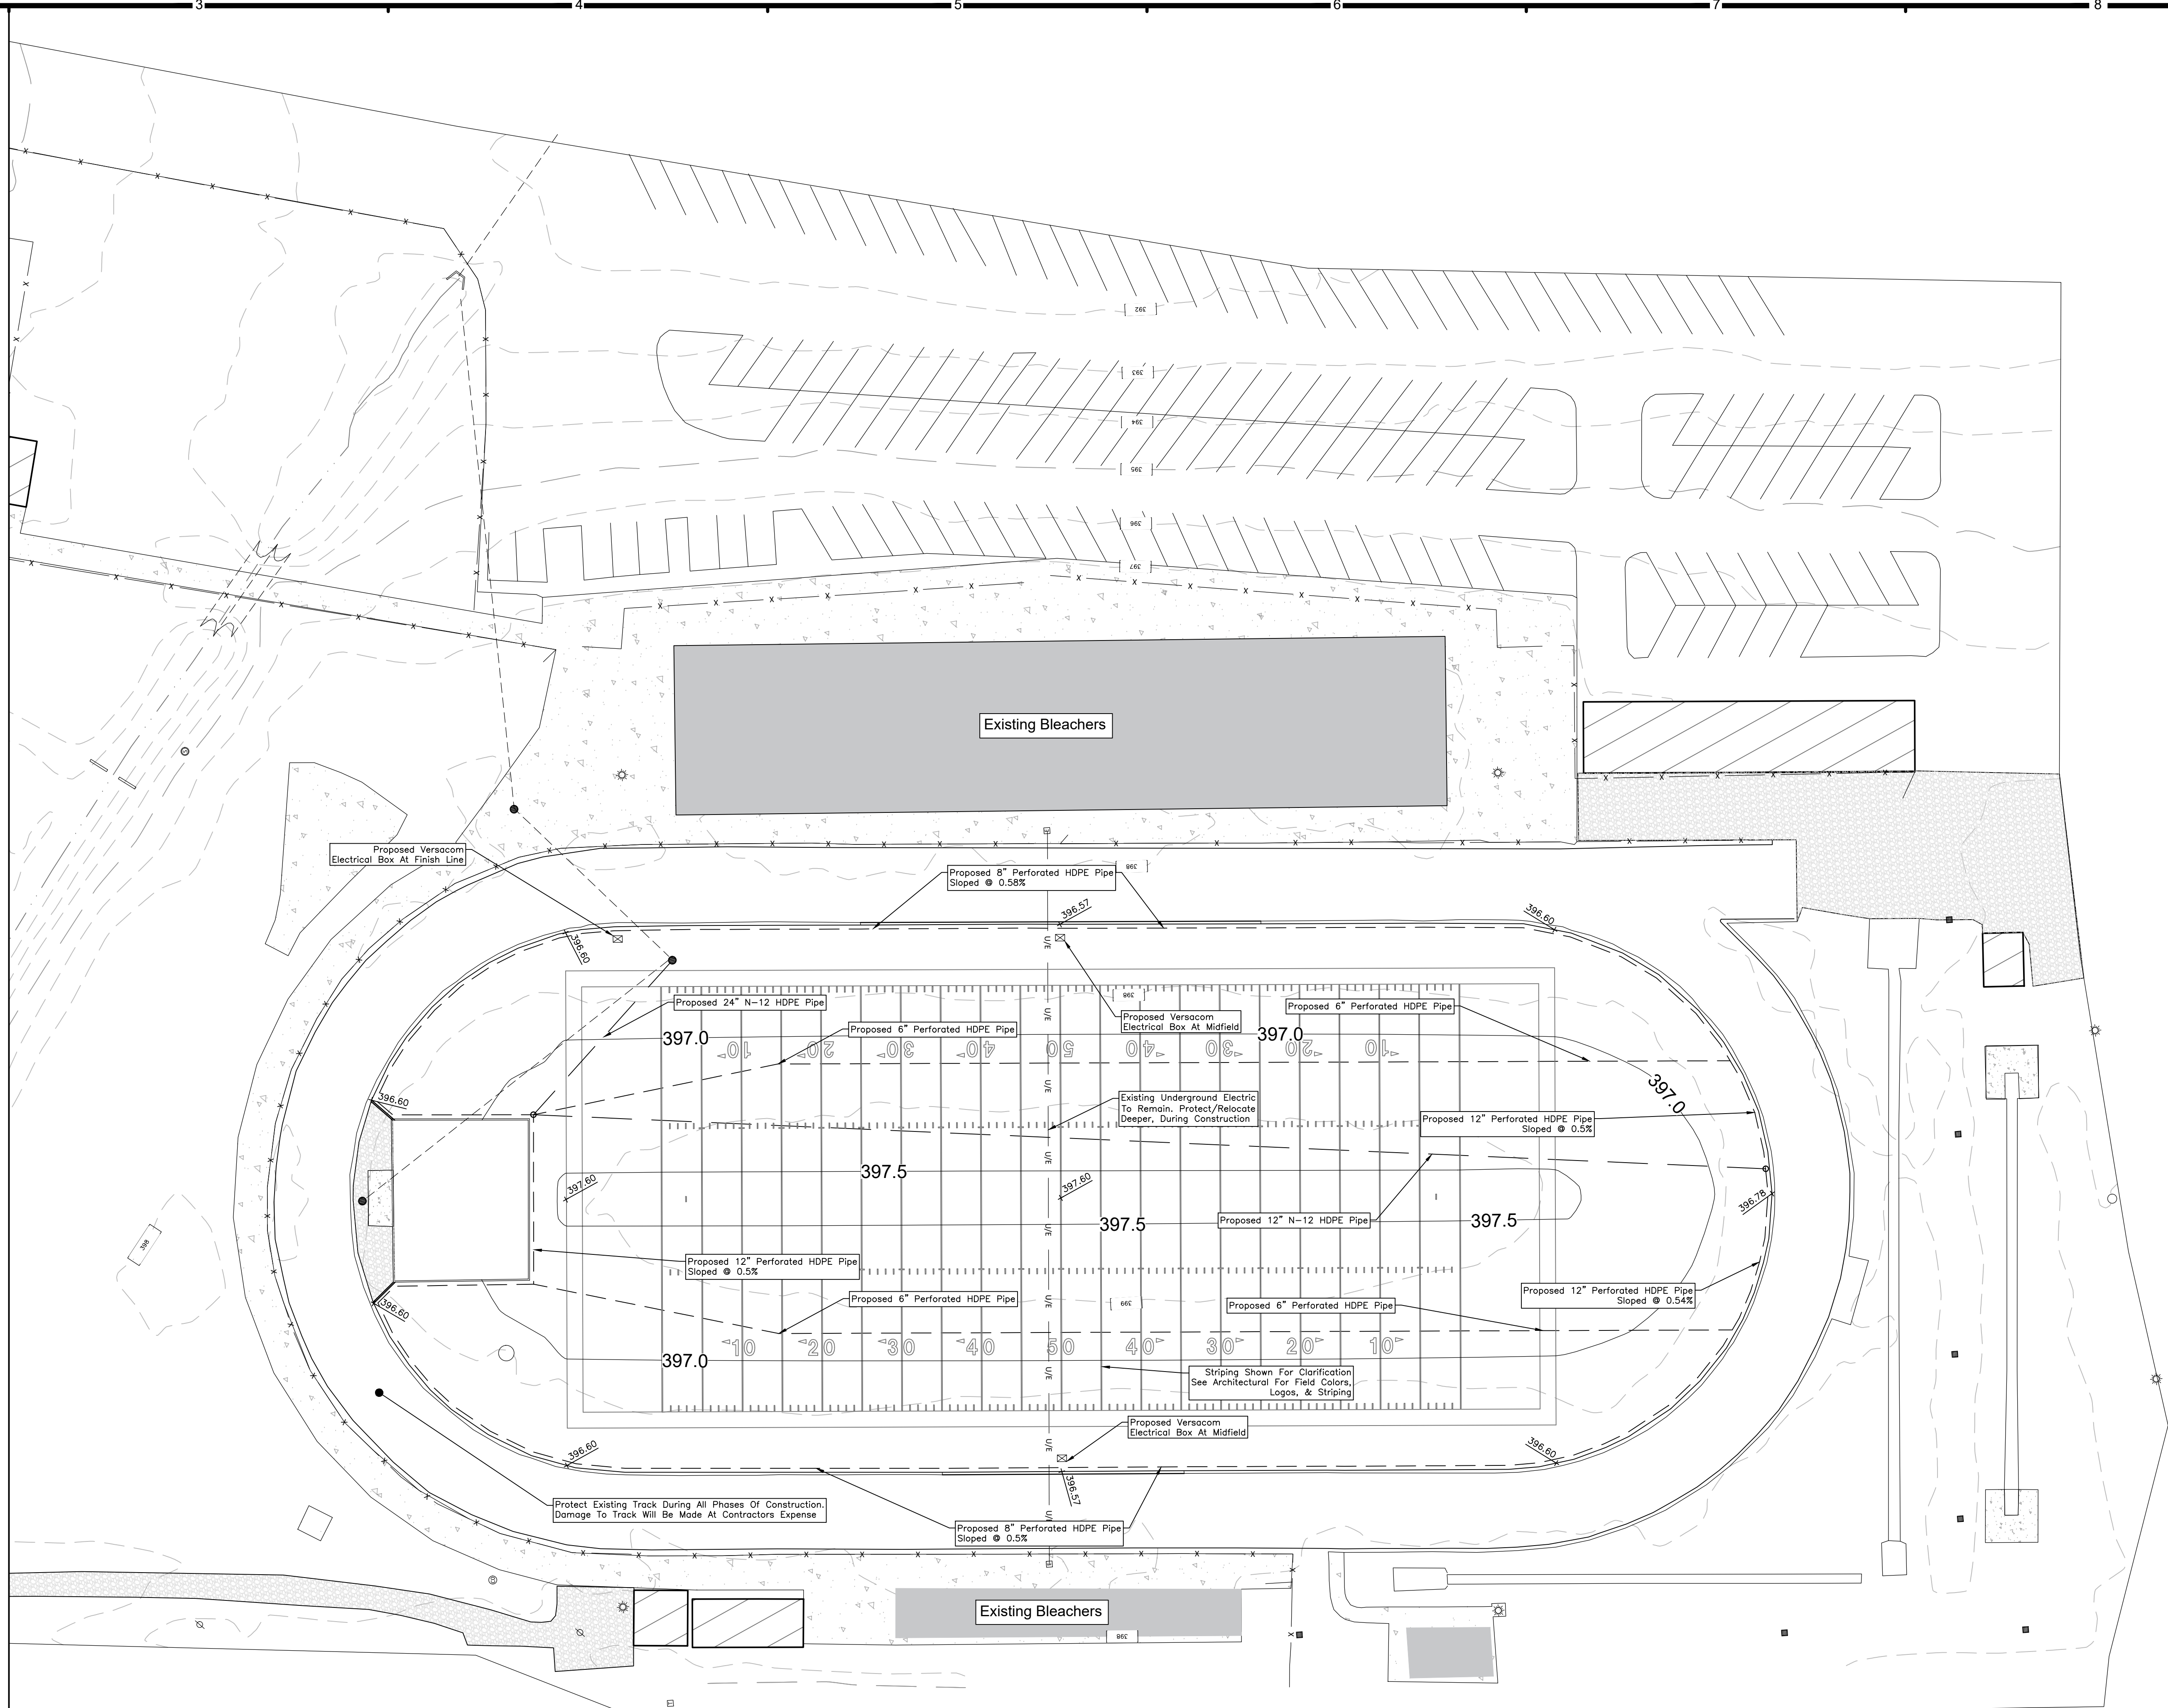 3 4 5 6 7 8
392
393
394
395
396
397
Existing Bleachers
Proposed Versacom
Electrical Box At Finish Line
398
Proposed 8" Perforated HDPE Pipe
Sloped @ 0.58%
396.57
396.60
396.60
U/E
Proposed 24" N-12 HDPE Pipe
398
Proposed 6" Perforated HDPE Pipe
Proposed Versacom
Electrical Box At Midfield
Proposed 6" Perforated HDPE Pipe
397.0
397.0
U/E
10 20 30 40 50 40 30 20 10
397.0
U/E
396.60
Existing Underground Electric
To Remain. Protect/Relocate
Deeper, During Construction
Proposed 12" Perforated HDPE Pipe
Sloped @ 0.5%
U/E
397.5
397.60
397.60
396.78
Proposed 12" N-12 HDPE Pipe
397.5
397.5
U/E
Proposed 12" Perforated HDPE Pipe
Sloped @ 0.5%
396.60
Proposed 6" Perforated HDPE Pipe
399
Proposed 6" Perforated HDPE Pipe
Proposed 12" Perforated HDPE Pipe
Sloped @ 0.54%
U/E
10 20 30 40 50 40 30 20 10
397.0
U/E
Striping Shown For Clarification
See Architectural For Field Colors,
Logos, & Striping
Proposed Versacom
Electrical Box At Midfield
396.60
U/E
396.60
396.57
Protect Existing Track During All Phases Of Construction.
Damage To Track Will Be Made At Contractors Expense
U/E
Proposed 8" Perforated HDPE Pipe
Sloped @ 0.5%
398
Existing Bleachers
398